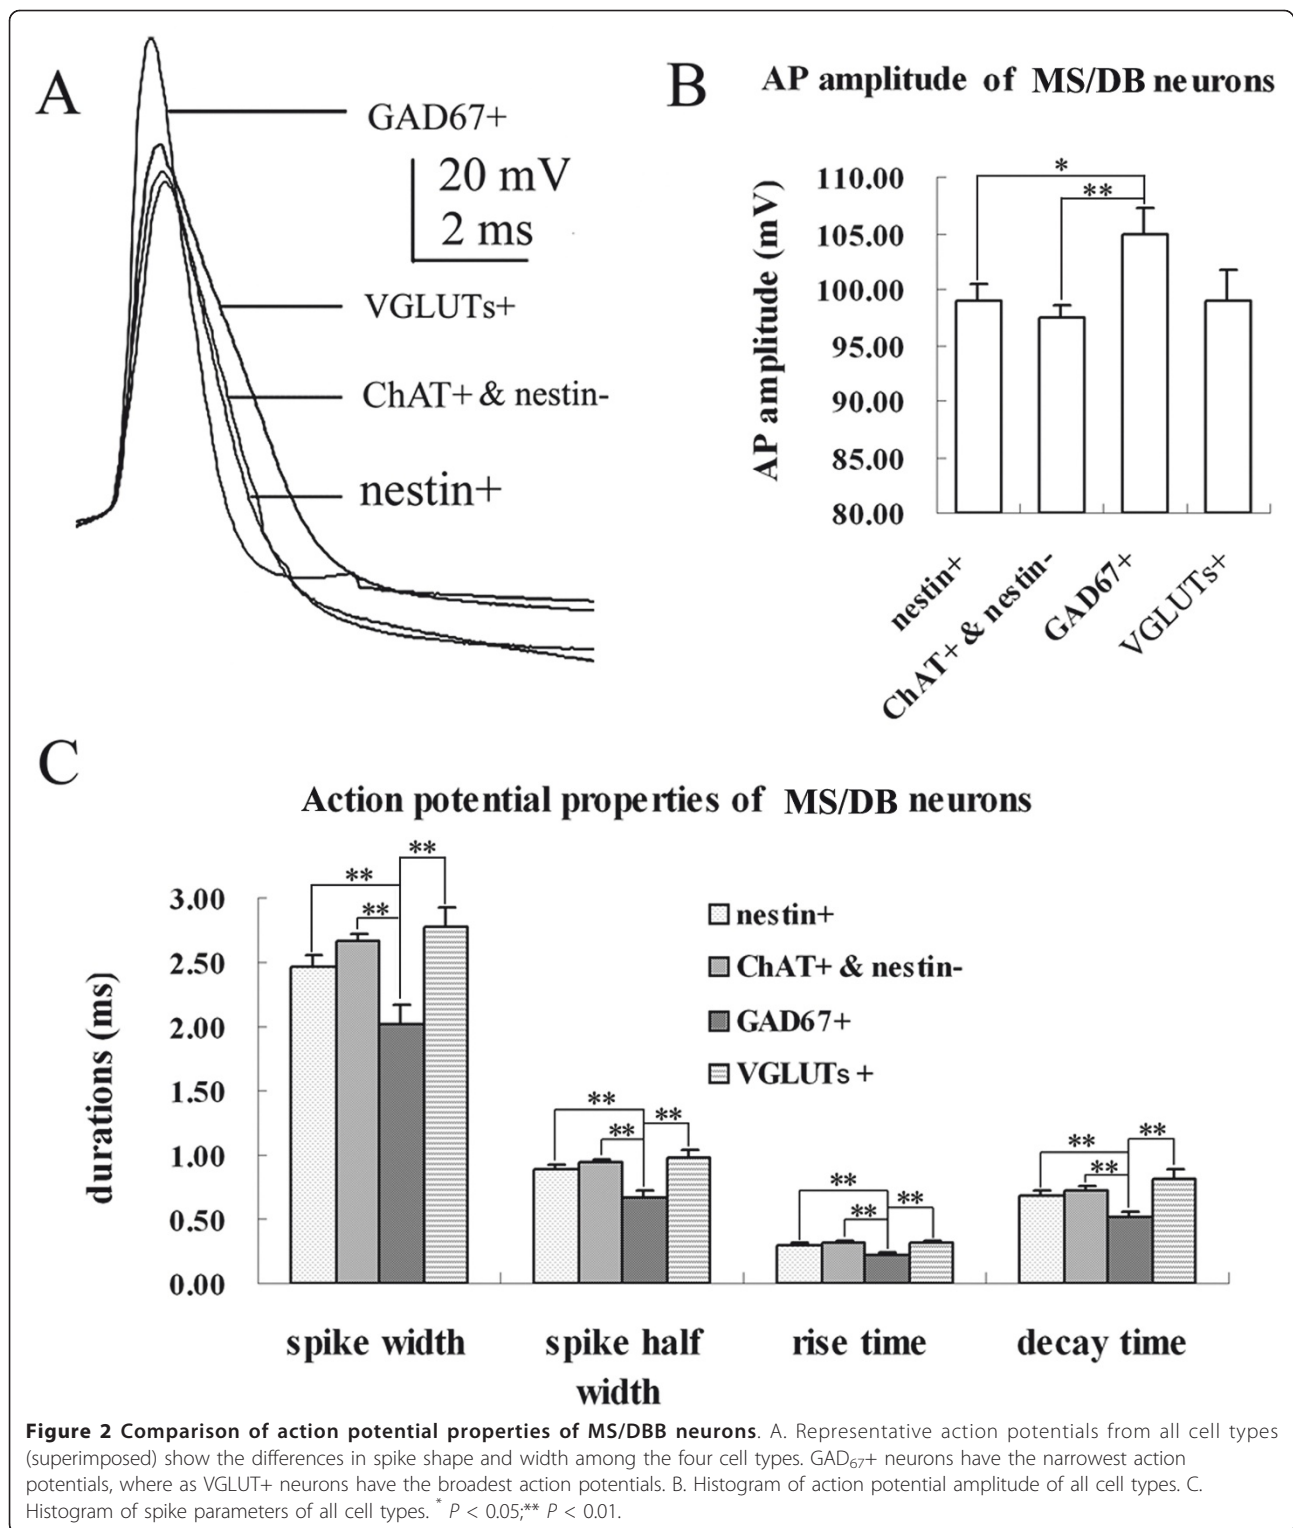 A
GAD67+
20 mV
2 ms
VGLUTs+
ChAT+ & nestin-
nestin+
B
AP amplitude of MS/DB neurons
AP amplitude (mV)
110.00
105.00
100.00
95.00
90.00
85.00
80.00
*
**
nestin+
ChAT+ & nestin-
GAD67+
VGLUTs+
C
Action potential properties of MS/DB neurons
durations (ms)
3.00
2.50
2.00
1.50
1.00
0.50
0.00
**
**
**
**
**
**
**
**
**
**
**
**
nestin+
ChAT+ & nestin-
GAD67+
VGLUTs +
spike width
spike half
width
rise time
decay time
Figure 2 Comparison of action potential properties of MS/DBB neurons. A. Representative action potentials from all cell types
(superimposed) show the differences in spike shape and width among the four cell types. GAD₆₇+ neurons have the narrowest action
potentials, where as VGLUT+ neurons have the broadest action potentials. B. Histogram of action potential amplitude of all cell types. C.
Histogram of spike parameters of all cell types. * P < 0.05;** P < 0.01.